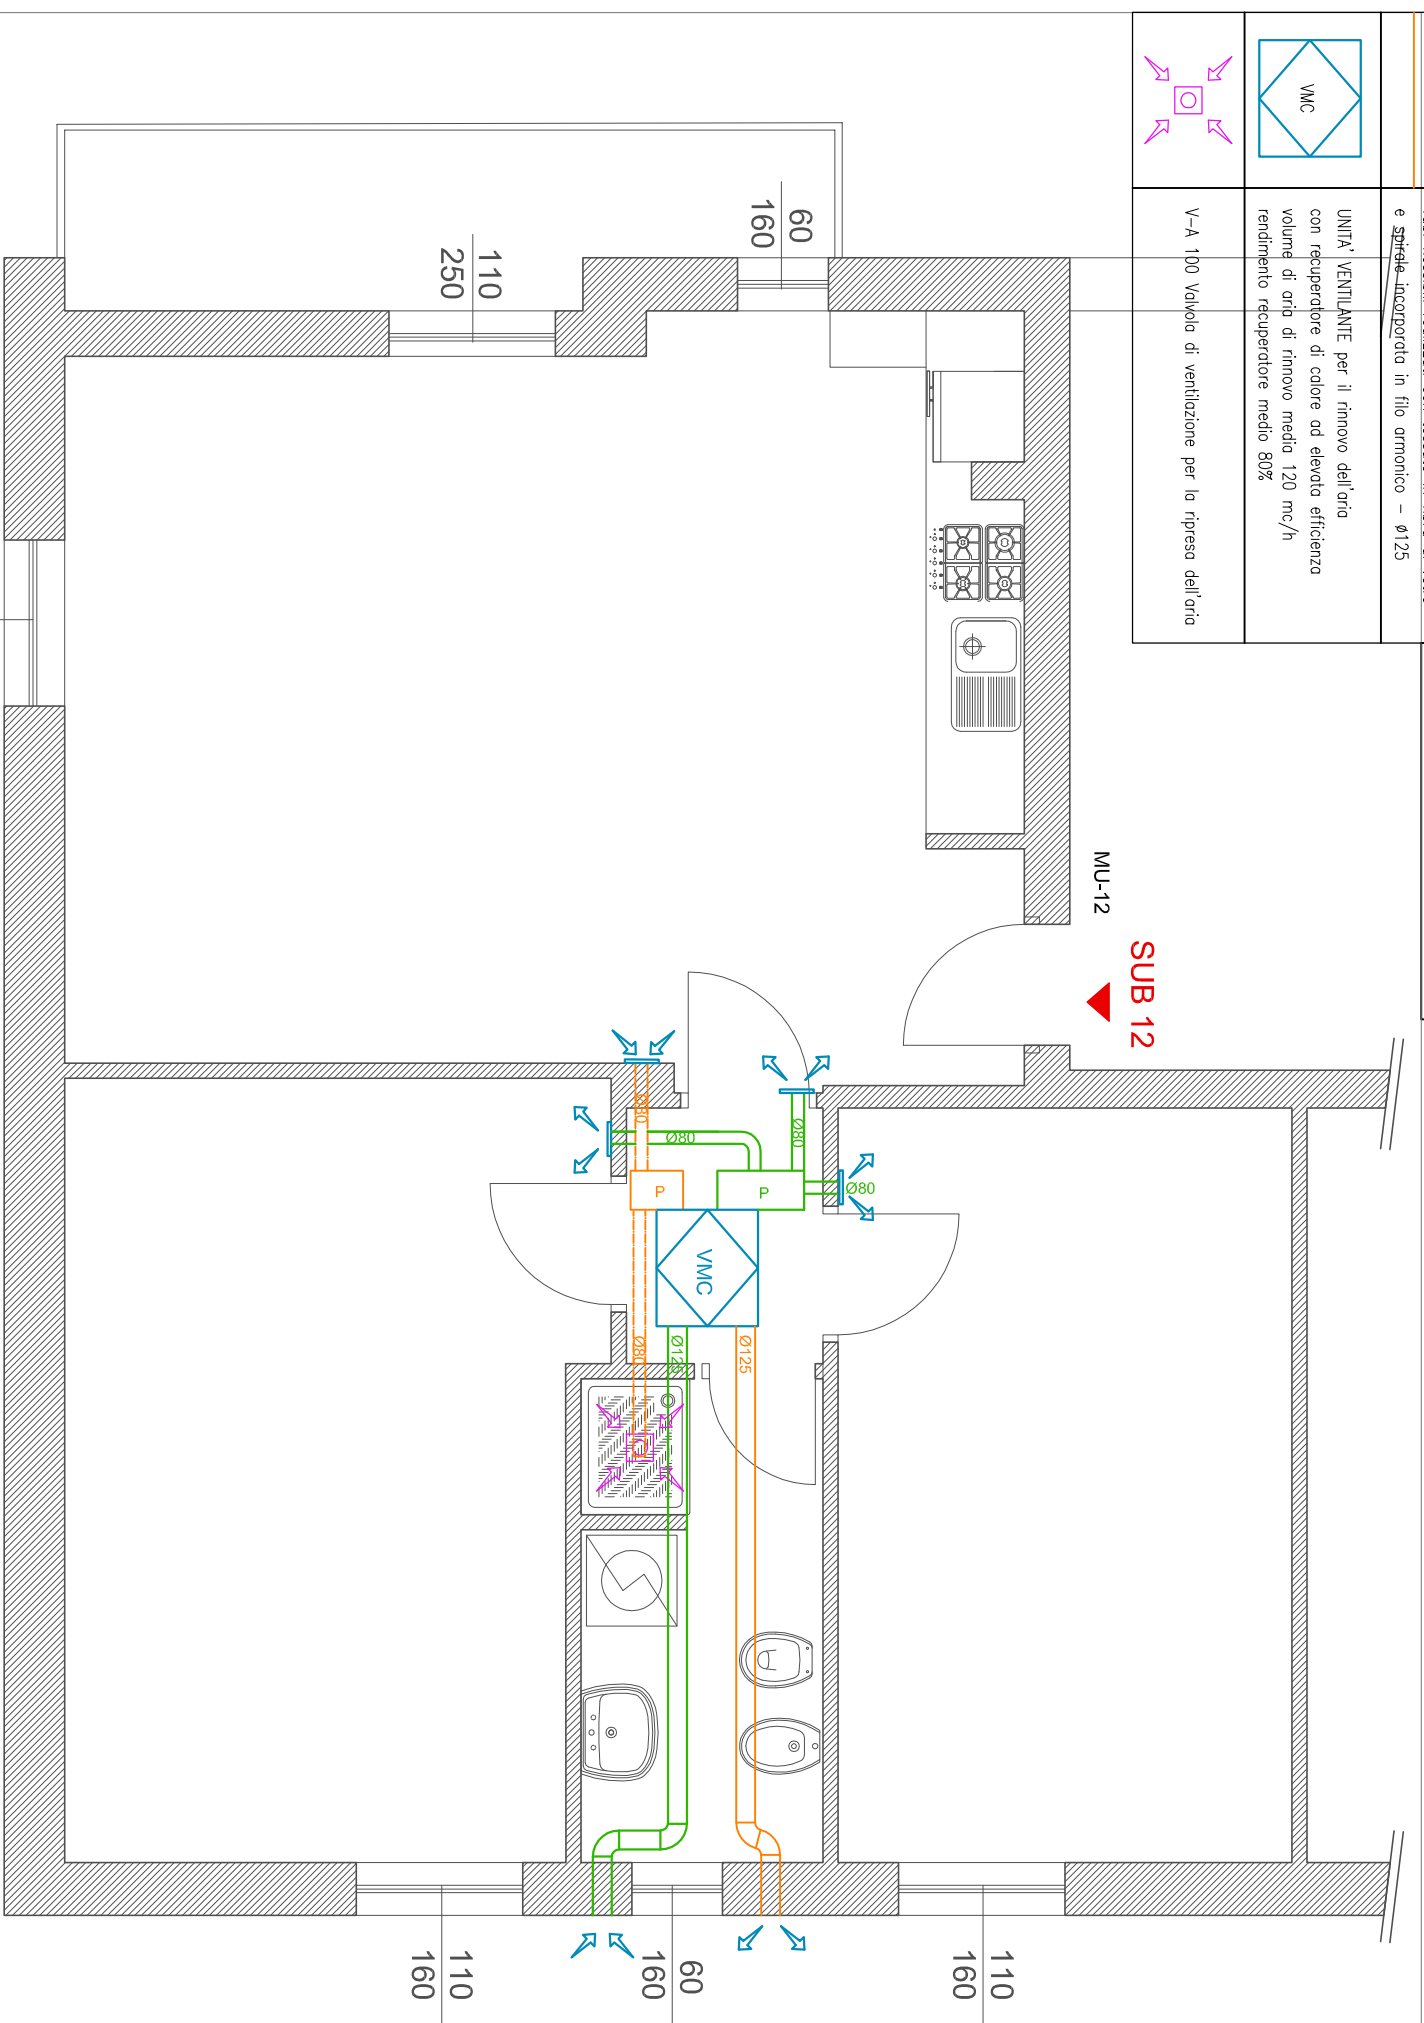 e spirale incorporata in filo armonico - Ø125
VMC
UNITA' VENTILANTE per il rinnovo dell'aria
con recuperatore di calore ad elevata efficienza
volume di aria di rinnovo media 120 mc/h
rendimento recuperatore medio 80%
V-A 100 Valvola di ventilazione per la ripresa dell'aria
60
160
110
250
MU-12
SUB 12
Ø80
Ø80
Ø80
Ø80
P
P
VMC
Ø80
Ø125
Ø125
110
160
60
160
110
160